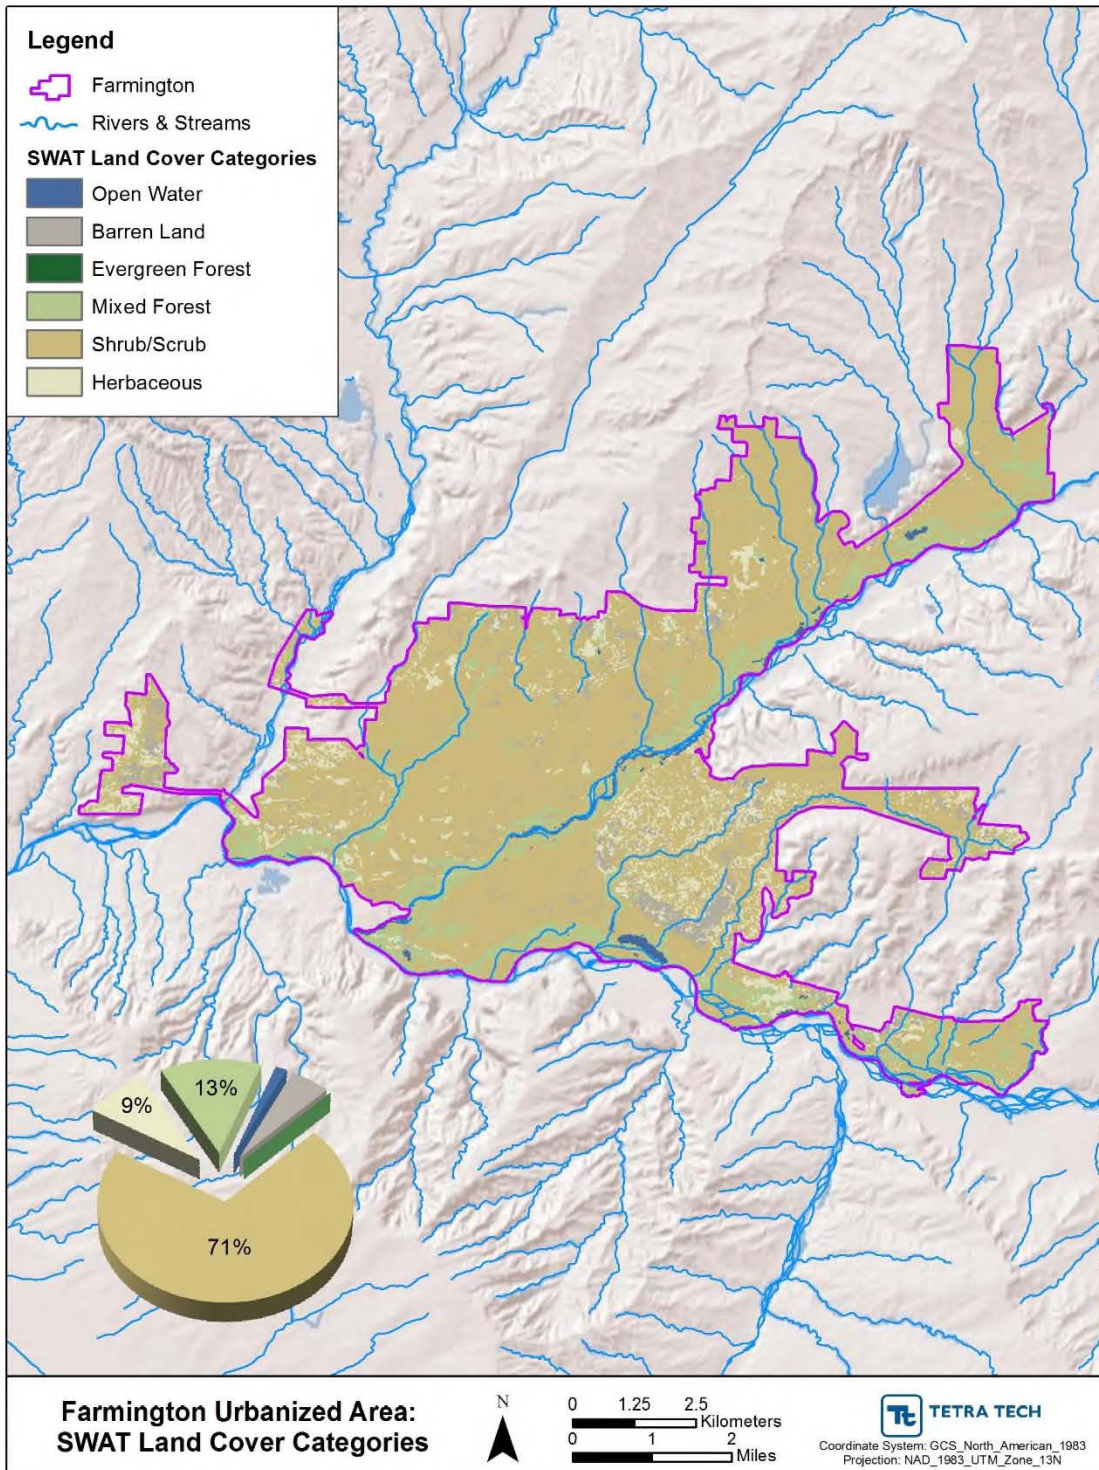 Legend
Farmington
Rivers & Streams
SWAT Land Cover Categories
Open Water
Barren Land
Evergreen Forest
Mixed Forest
Shrub/Scrub
Herbaceous
13%
9%
71%
Farmington Urbanized Area:
SWAT Land Cover Categories
N
0 1.25 2.5
Kilometers
0 1 2
Miles
Tt TETRA TECH
Coordinate System: GCS_North_American_1983
Projection: NAD_1983_UTM_Zone_13N